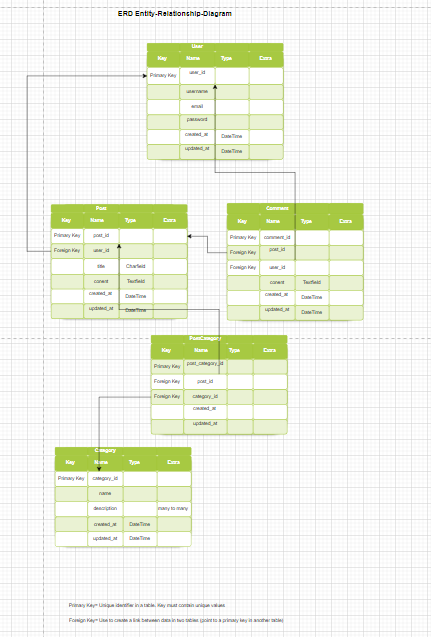 ERD Entity-Relationship-Diagram
User
Key Name Type Exrs
Primary Key user_id
username
email
password
created_at DateTime
updated_at DateTime
Post
Key Name Type Exrs
Primary Key post_id
Foreign Key user_id
title Charfield
conent Textfield
created_at DateTime
updated_at DateTime
Comment
Key Name Type Exrs
Primary Key comment_id
Foreign Key post_id
Foreign Key user_id
conent Textfield
created_at DateTime
updated_at DateTime
PostCategory
Key Name Type Exrs
Primary Key post_category_id
Foreign Key post_id
Foreign Key category_id
created_at
updated_at
Category
Key Name Type Exrs
Primary Key category_id
name
description many to many
created_at DateTime
updated_at DateTime
Primary Key= Unique identifier in a table. Key must contain unique values
Foreign Key= Use to create a link between data in two tables (point to a primary key in another table)